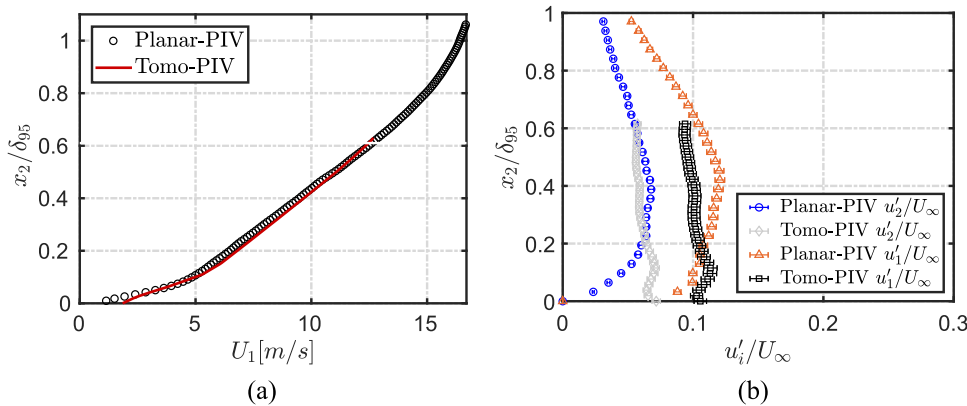 Planar-PIV
Tomo-PIV
1
0.8
0.6
0.4
0.2
0
x₂/δ₉₅
0
5
10
15
U₁[m/s]
(a)
1
0.8
0.6
0.4
0.2
0
x₂/δ₉₅
Planar-PIV u′₂/U∞
Tomo-PIV u′₂/U∞
Planar-PIV u′₁/U∞
Tomo-PIV u′₁/U∞
0
0.1
0.2
0.3
u′ᵢ/U∞
(b)